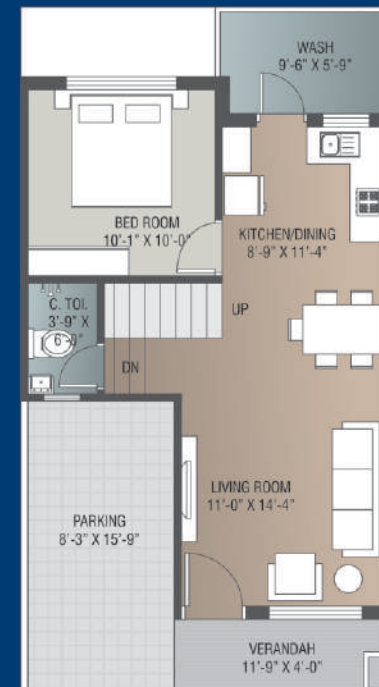 WASH
9'-6" X 5'-9"
BED ROOM
10'-1" X 10'-0"
KITCHEN/DINING
8'-9" X 11'-4"
C. TOI.
3'-9" X
UP
DN
LIVING ROOM
11'-0" X 14'-4"
PARKING
8'-3" X 15'-9"
VERANDAH
11'-9" X 4'-0"